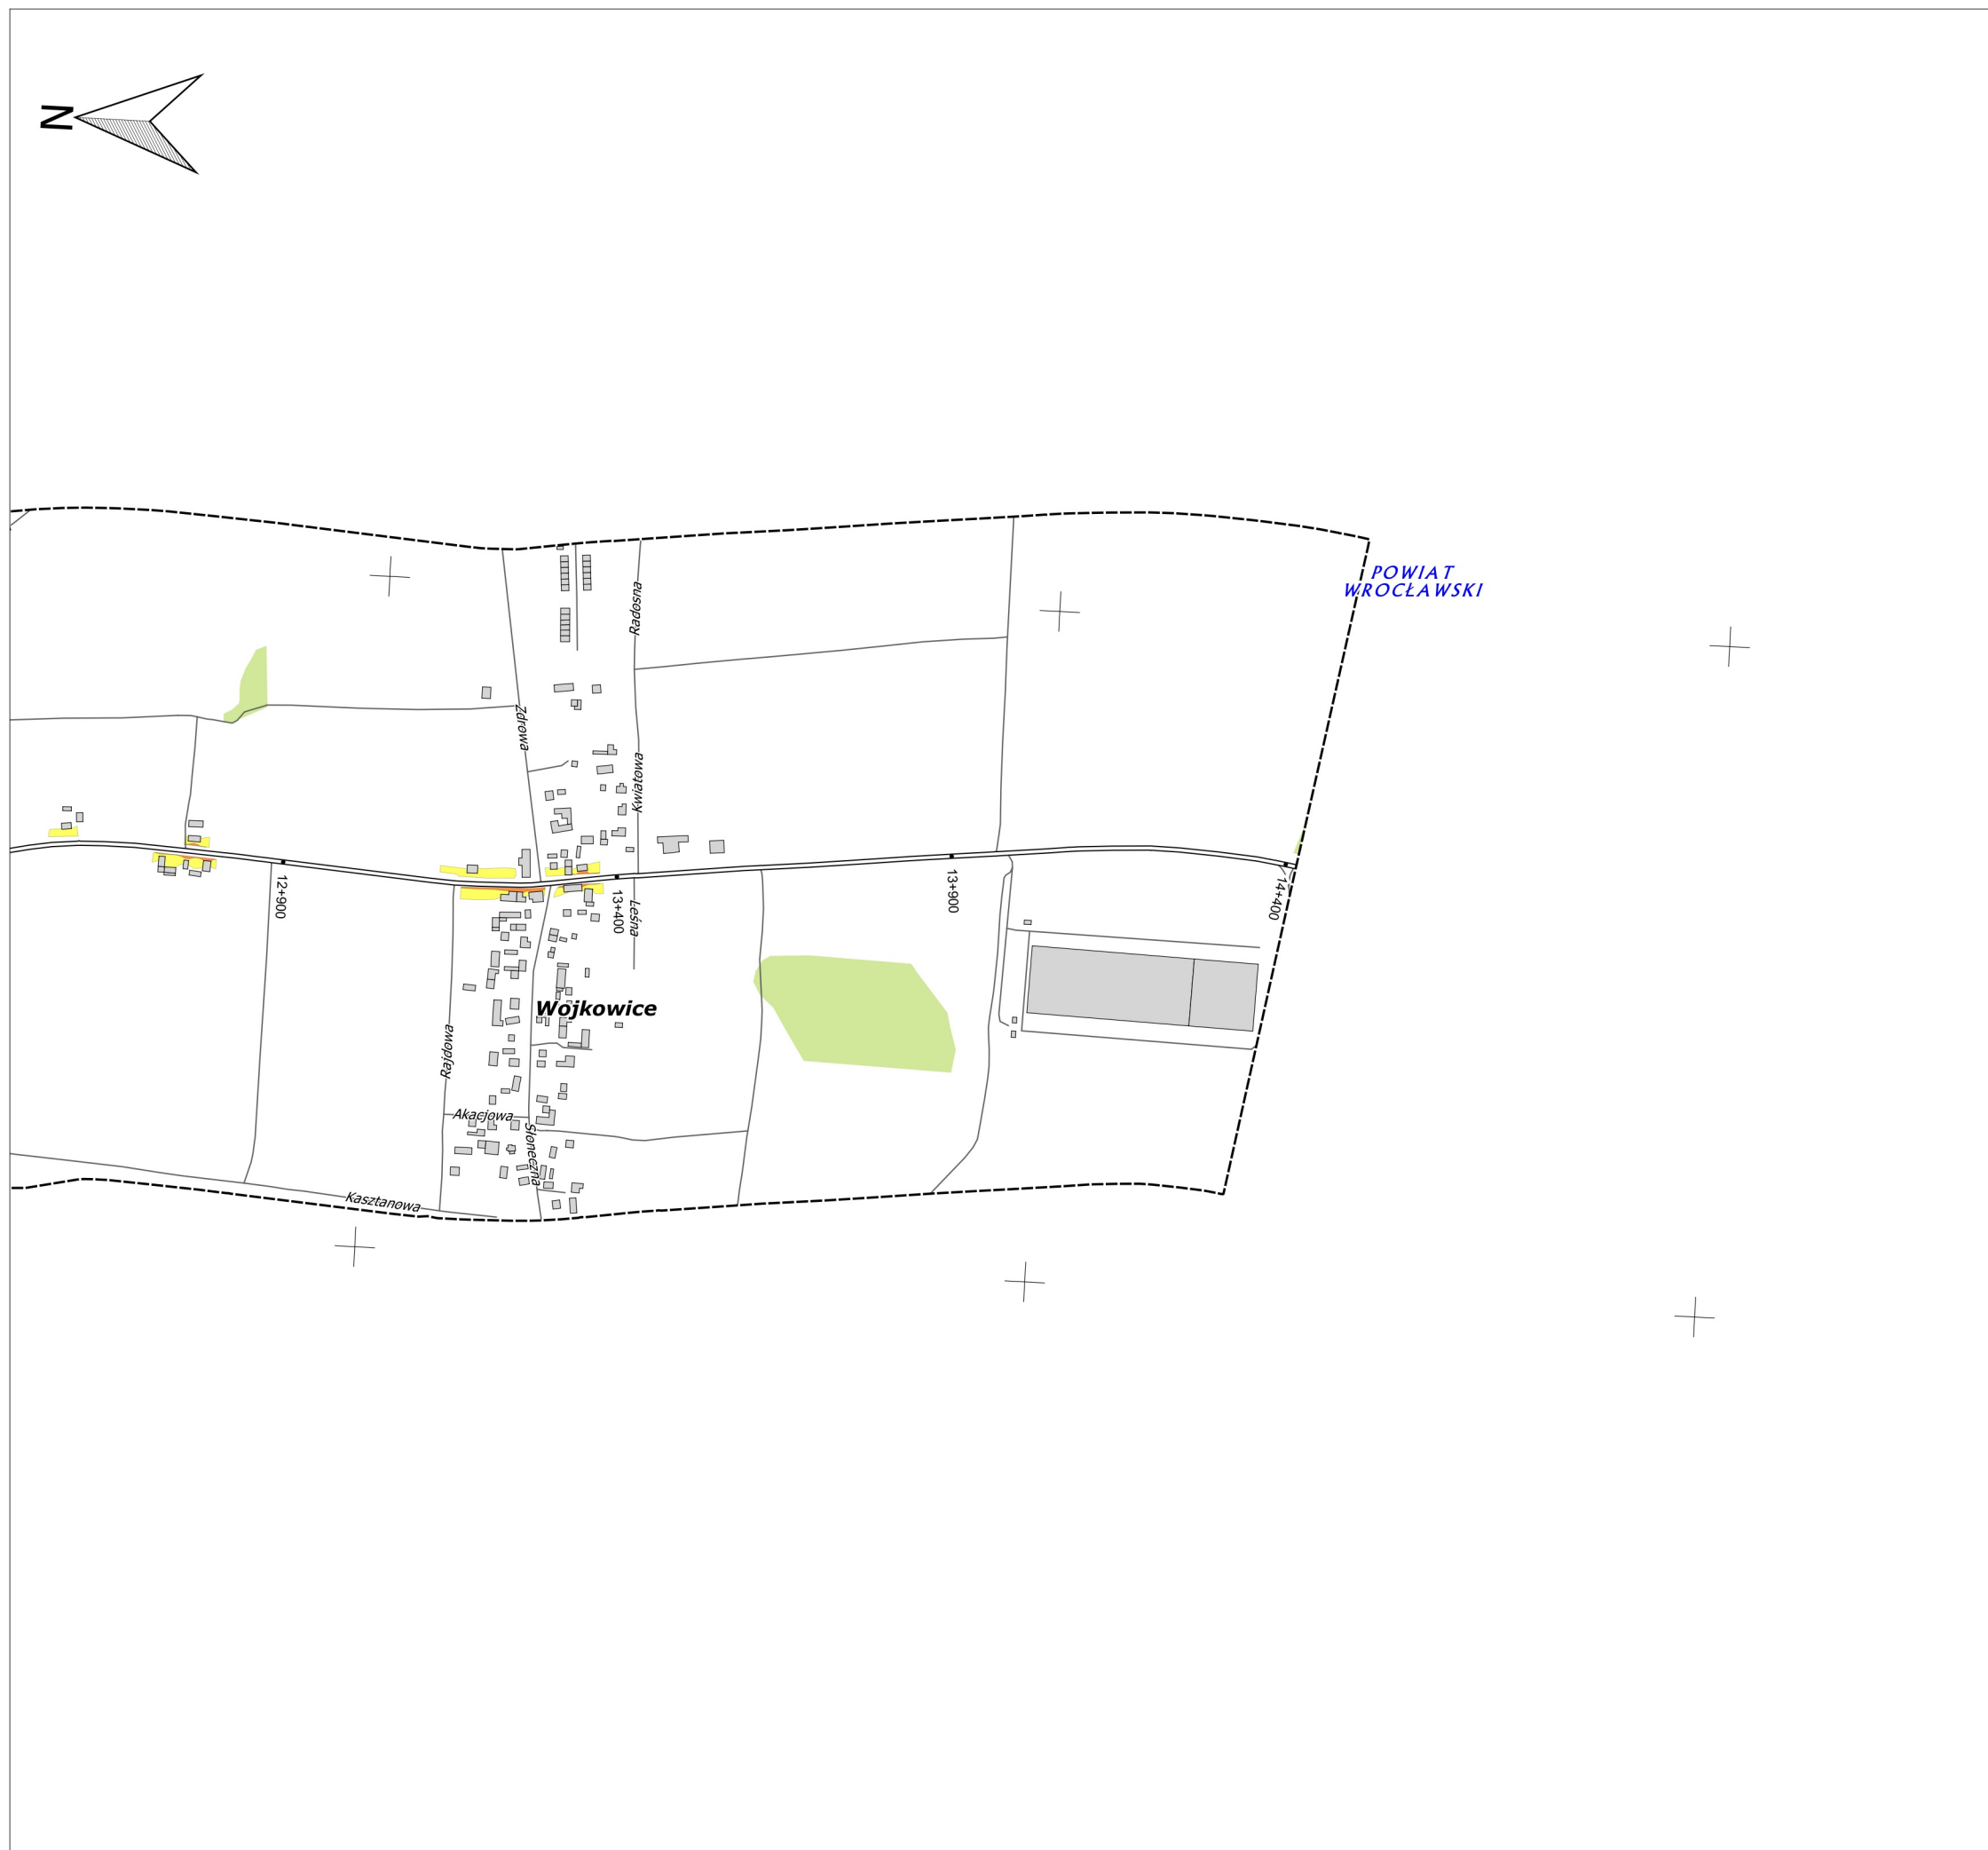 N
POWIAT
WROCŁAWSKI
Radosna
Zdrowa
Kwiatowa
12+900
13+400
13+900
14+400
Leśna
Wojkowice
Rajdowa
Akacjowa
Słoneczna
Kasztanowa